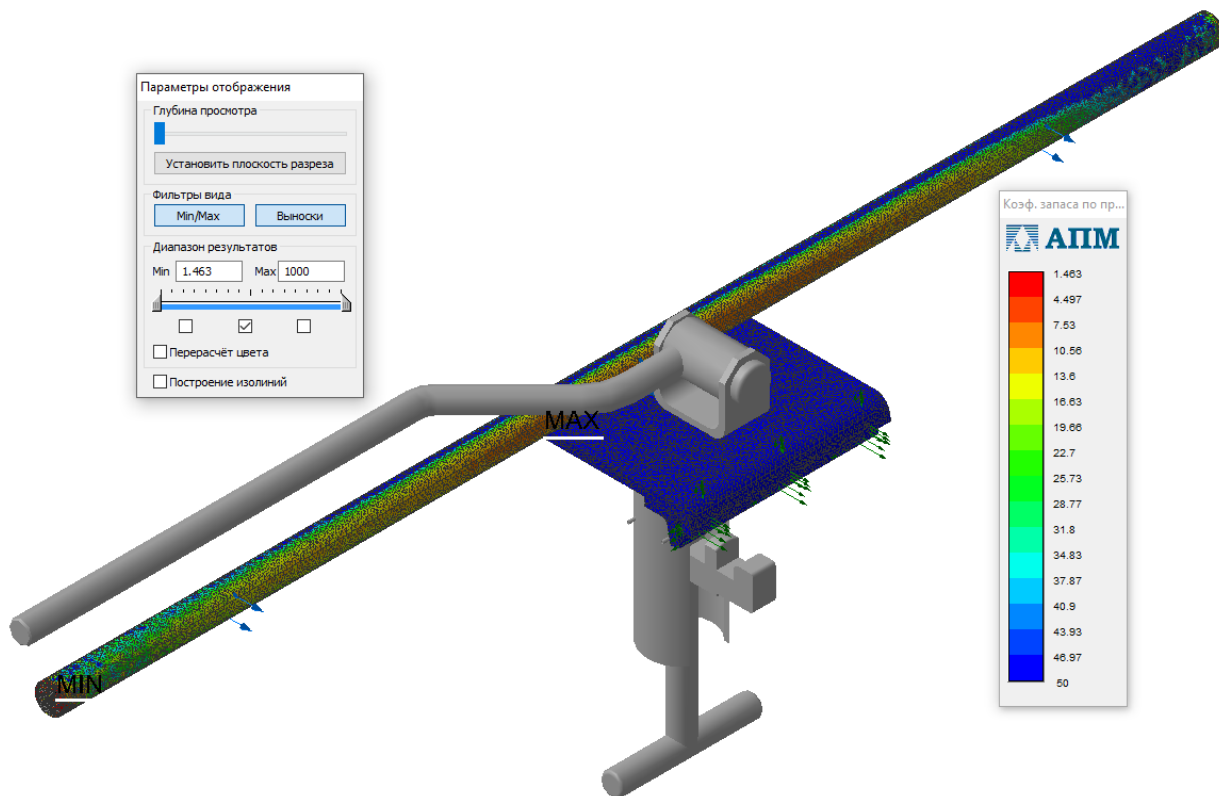 Параметры отображения
Глубина просмотра
Установить плоскость разреза
Фильтры вида
Min/Max
Выноски
Диапазон результатов
Min 1.463 Max 1000
Перерасчёт цвета
Построение изолиний
MAX
MIN
Коэф. запаса по пр...
АПМ
1.463
4.497
7.53
10.56
13.6
16.63
19.66
22.7
25.73
28.77
31.8
34.83
37.87
40.9
43.93
46.97
50